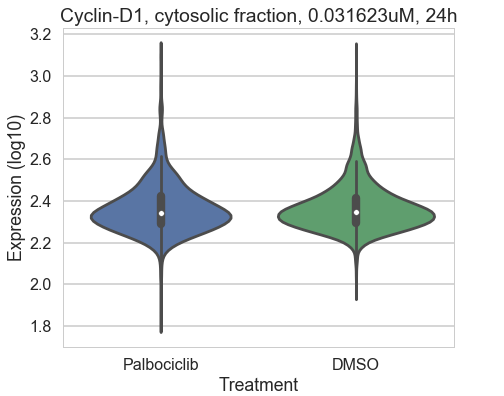 Cyclin-D1, cytosolic fraction, 0.031623uM, 24h
3.2
3.0
2.8
2.6
2.4
2.2
2.0
1.8
Expression (log10)
Palbociclib DMSO
Treatment